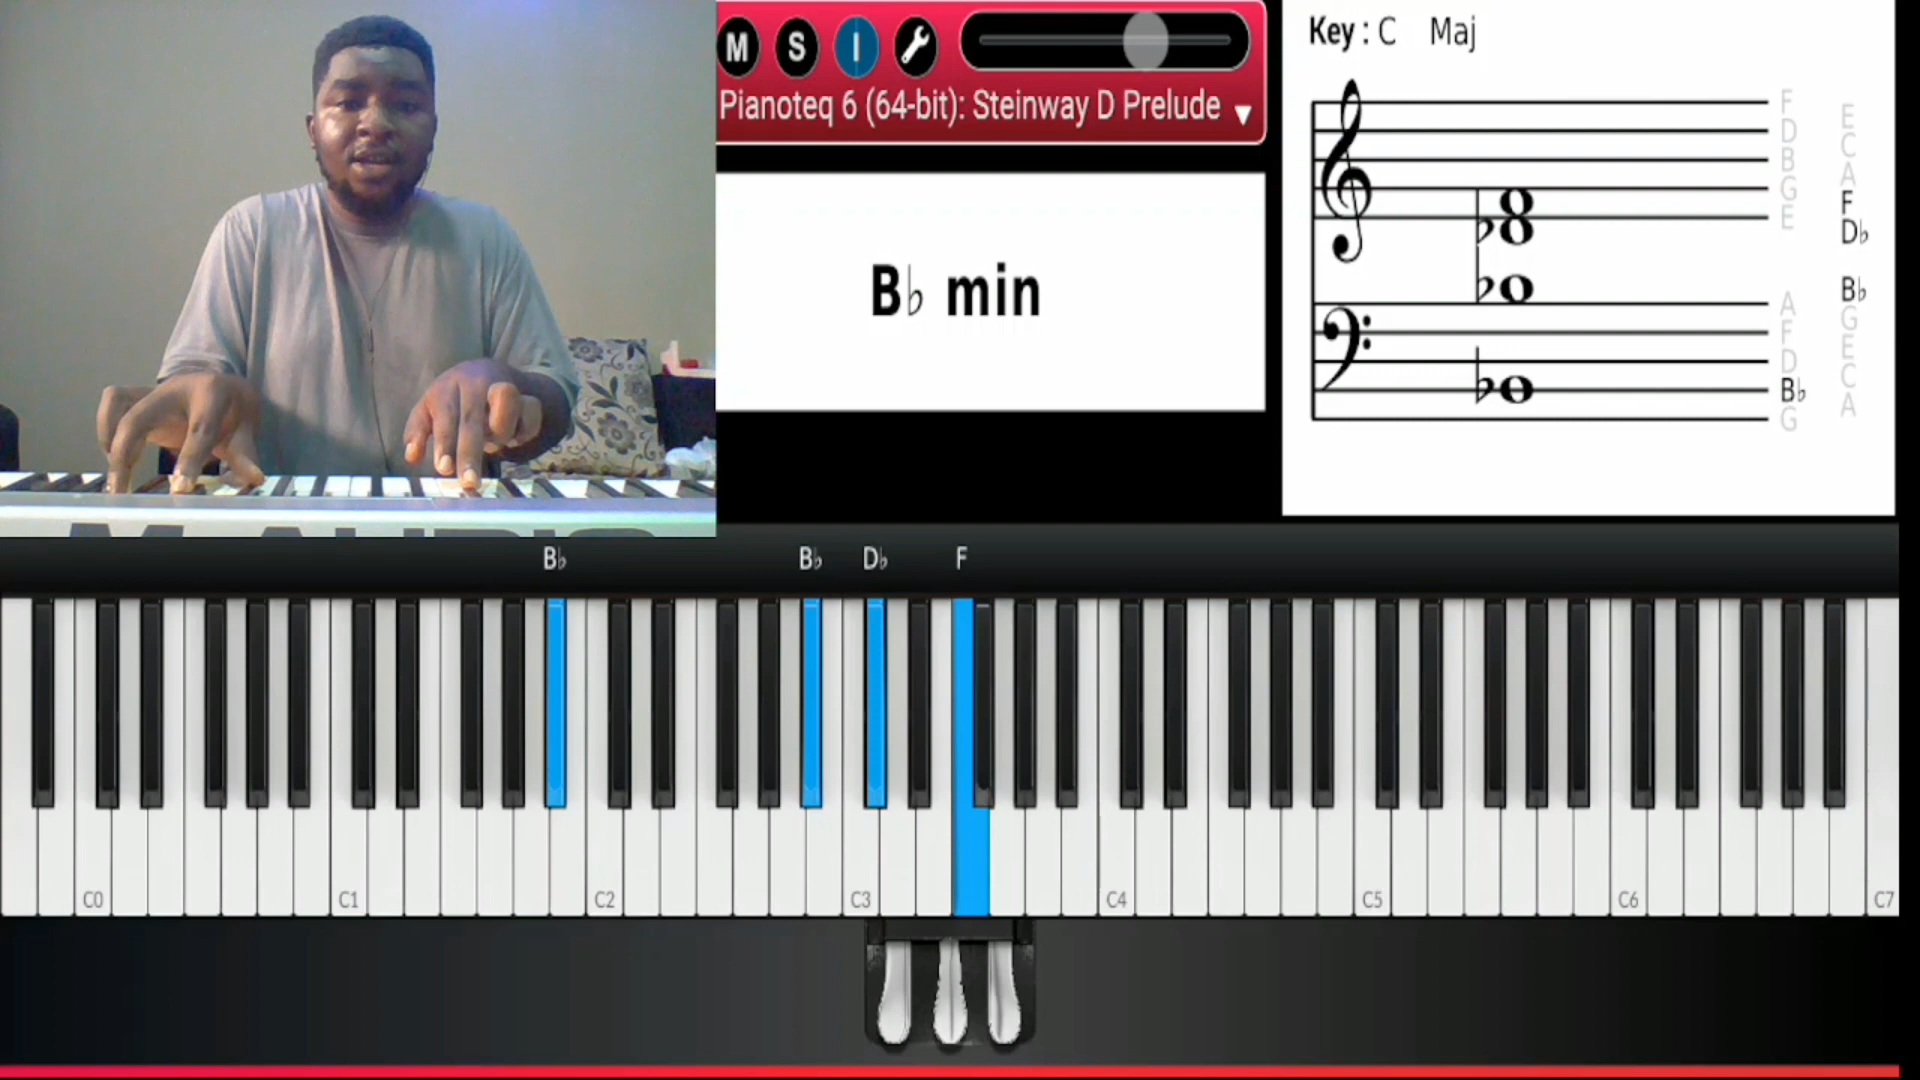 M S I
Pianoteq 6 (64-bit): Steinway D Prelude
B♭ min
Key : C Maj
F
D
B
G
E
E
C
A
F
D♭
B♭
A
F
D
B♭
G
G
E
C
A
B♭ B♭ D♭ F
C0 C1 C2 C3 C4 C5 C6 C7